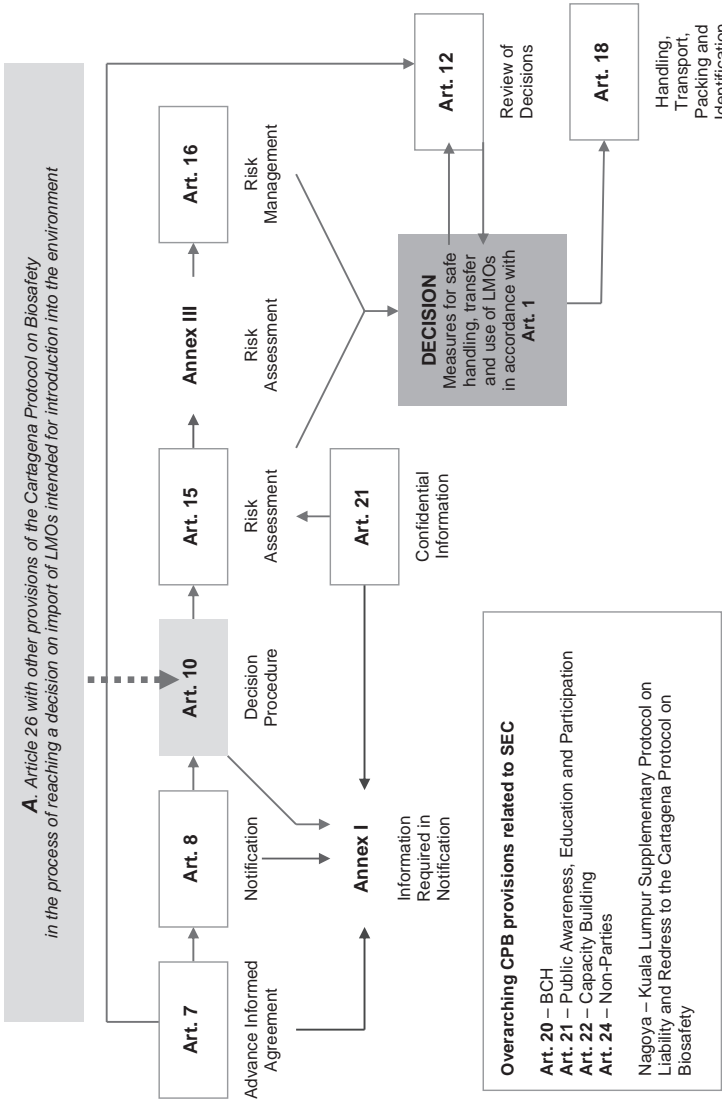 A. Article 26 with other provisions of the Cartagena Protocol on Biosafety
in the process of reaching a decision on import of LMOs intended for introduction into the environment
Art. 7
Advance Informed
Agreement
Art. 8
Notification
Art. 10
Decision
Procedure
Art. 15
Risk
Assessment
Annex III
Risk
Assessment
Art. 16
Risk
Management
Annex I
Information
Required in
Notification
Art. 21
Confidential
Information
DECISION
Measures for safe
handling, transfer
and use of LMOs
in accordance with
Art. 1
Art. 12
Review of
Decisions
Art. 18
Handling,
Transport,
Packing and
Identification
Overarching CPB provisions related to SEC
Art. 20 – BCH
Art. 21 – Public Awareness, Education and Participation
Art. 22 – Capacity Building
Art. 24 – Non-Parties
Nagoya – Kuala Lumpur Supplementary Protocol on
Liability and Redress to the Cartagena Protocol on
Biosafety